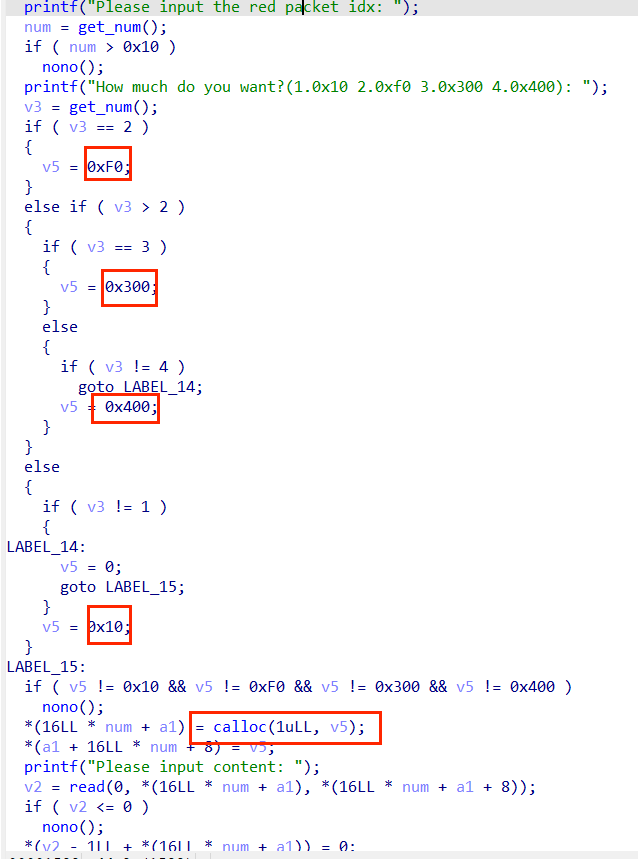 printf("Please input the red packet idx: ");
num = get_num();
if ( num > 0x10 )
nono();
printf("How much do you want?(1.0x10 2.0xf0 3.0x300 4.0x400): ");
v3 = get_num();
if ( v3 == 2 )
{
v5 = 0xF0;
}
else if ( v3 > 2 )
{
if ( v3 == 3 )
{
v5 = 0x300;
}
else
{
if ( v3 != 4 )
goto LABEL_14;
v5 = 0x400;
}
}
else
{
if ( v3 != 1 )
{
LABEL_14:
v5 = 0;
goto LABEL_15;
}
v5 = 0x10;
}
LABEL_15:
if ( v5 != 0x10 && v5 != 0xF0 && v5 != 0x300 && v5 != 0x400 )
nono();
*(16LL * num + a1) = calloc(1uLL, v5);
*(a1 + 16LL * num + 8) = v5;
printf("Please input content: ");
v2 = read(0, *(16LL * num + a1), *(16LL * num + a1 + 8));
if ( v2 <= 0 )
nono();
*(v2 - 1LL + *(16LL * num + a1)) = 0;